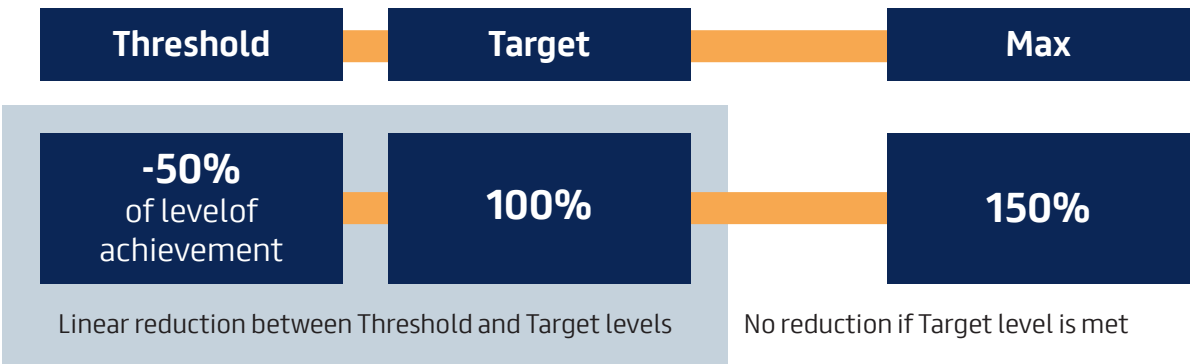 Threshold
Target
Max
-50%
of levelof
achievement
100%
150%
Linear reduction between Threshold and Target levels
No reduction if Target level is met